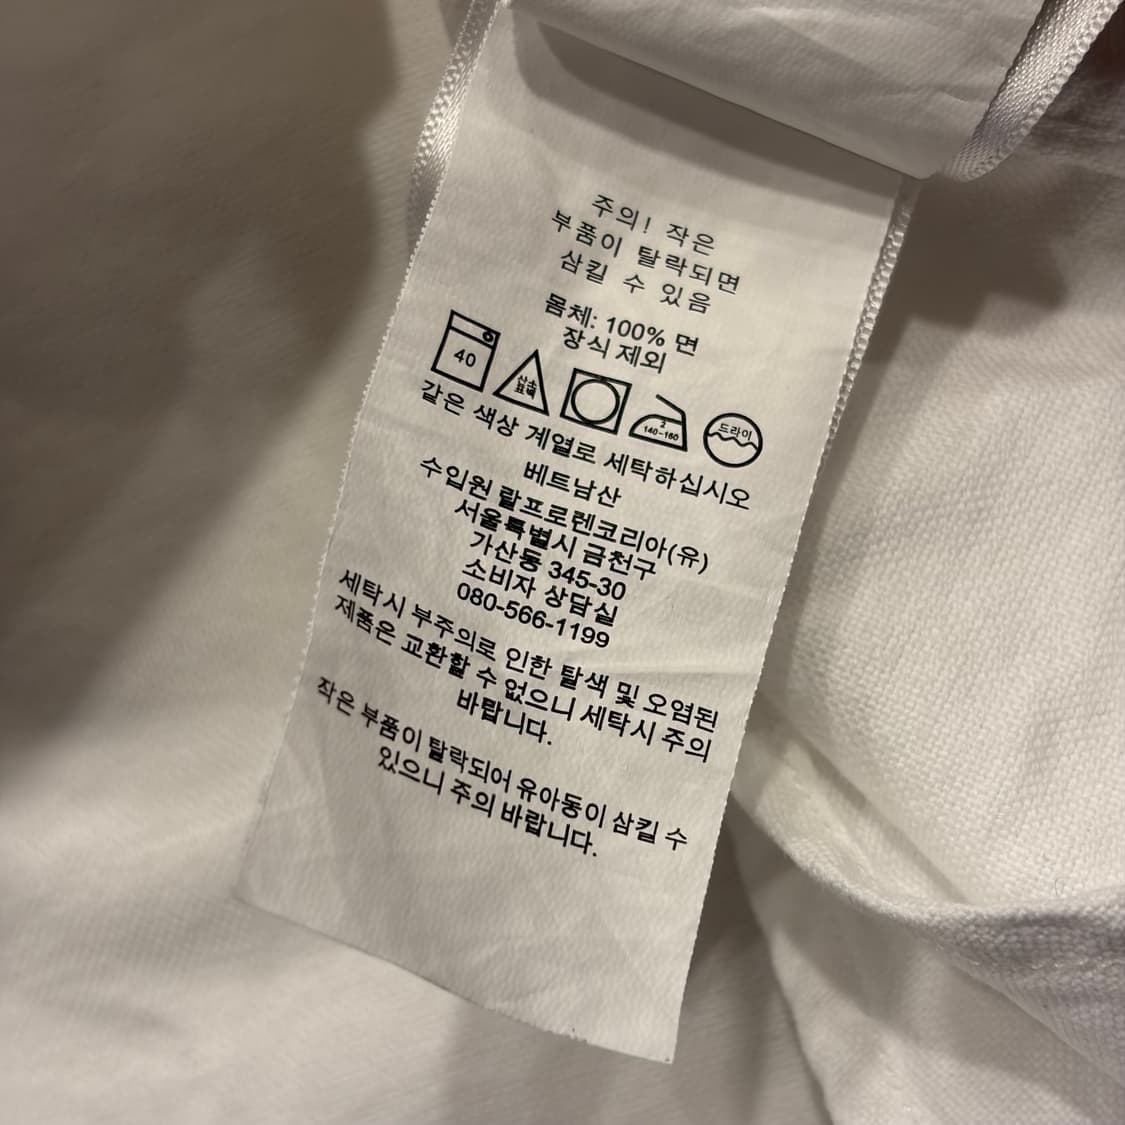 주의! 작은
부품이 탈락되면
삼킬 수 있음
몸체: 100% 면
장식 제외
40
산소
표백
2
140-160
드라이
같은 색상 계열로 세탁하십시오
베트남산
수입원 랄프로렌코리아(유)
서울특별시 금천구
가산동 345-30
소비자 상담실
080-566-1199
세탁시 부주의로 인한 탈색 및 오염된
제품은 교환할 수 없으니 세탁시 주의
바랍니다.
작은 부품이 탈락되어 유아동이 삼킬 수
있으니 주의 바랍니다.